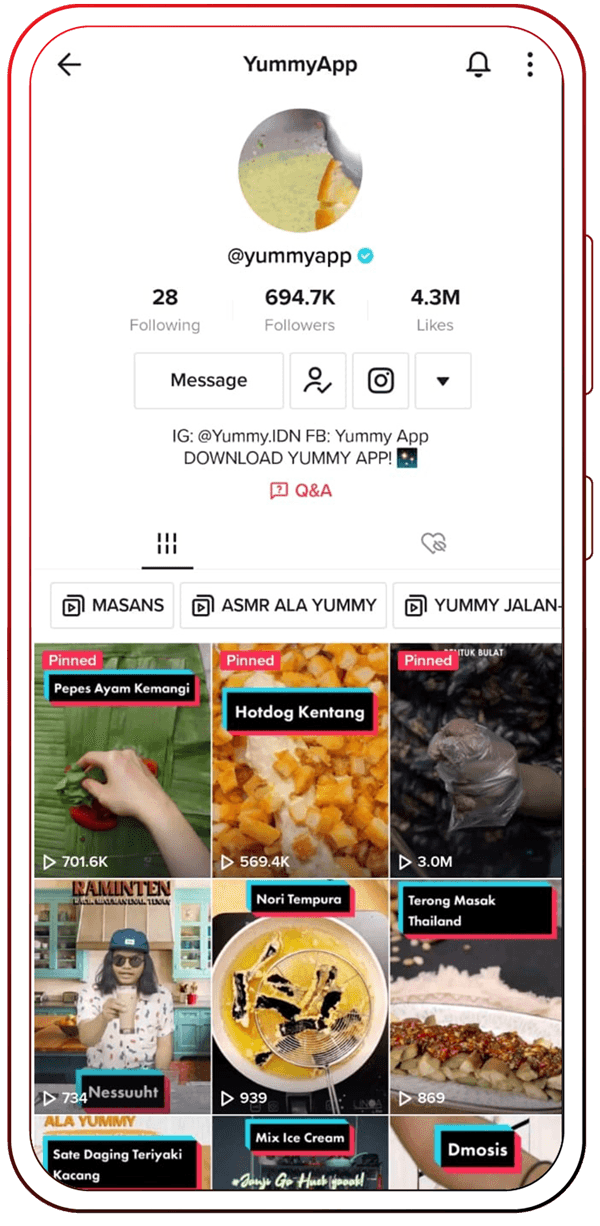 YummyApp
@yummyapp
28 694.7K 4.3M
Following Followers Likes
Message
IG: @Yummy.IDN FB: Yummy App
DOWNLOAD YUMMY APP!
Q&A
MASANS ASMR ALA YUMMY YUMMY JALAN-
Pinned
Pepes Ayam Kemangi
701.6K
Pinned
Hotdog Kentang
569.4K
BENTUK BULAT
Pinned
3.0M
RAMINTEN
734 Nessuuht
Nori Tempura
939
Terong Masak
Thailand
869
ALA YUMMY
Sate Daging Teriyaki
Kacang
Mix Ice Cream
Dmosis